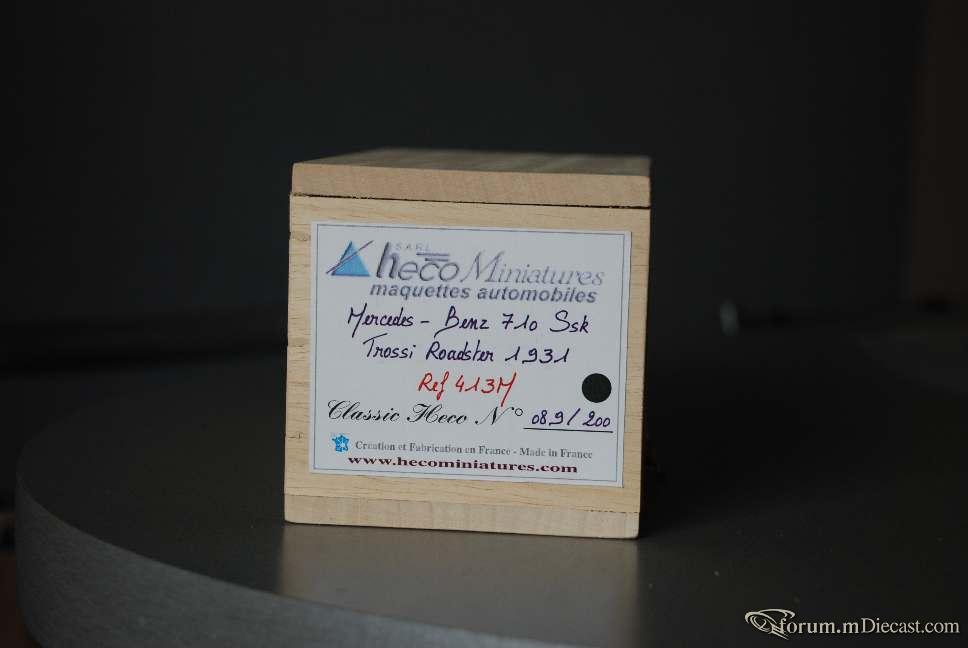 SARL
heco Miniatures
maquettes automobiles
Mercedes - Benz 710 Ssk
Trossi Roadster 1931
Ref 413M
Classic Heco N° 089/200
Création et Fabrication en France - Made in France
www.hecominiatures.com
forum.mDiecast.com